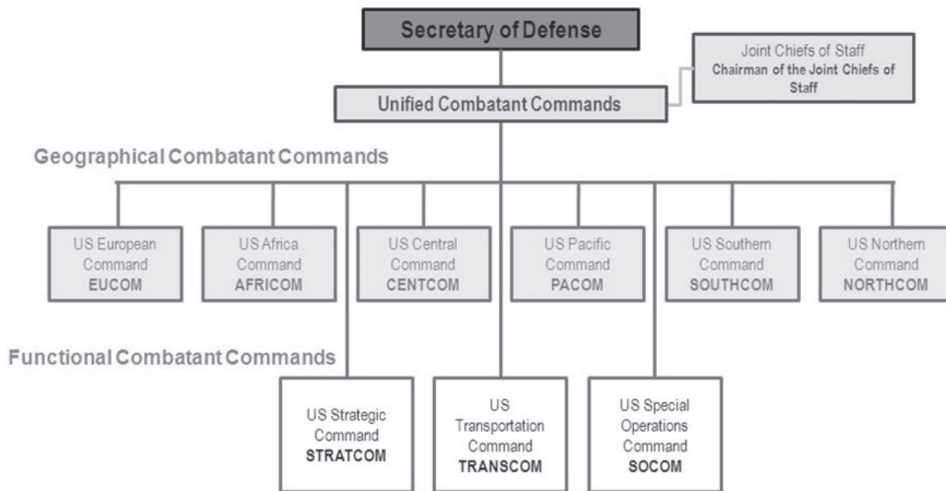 Secretary of Defense
Joint Chiefs of Staff
Chairman of the Joint Chiefs of
Staff
Unified Combatant Commands
Geographical Combatant Commands
US European
Command
EUCOM
US Africa
Command
AFRICOM
US Central
Command
CENTCOM
US Pacific
Command
PACOM
US Southern
Command
SOUTHCOM
US Northern
Command
NORTHCOM
Functional Combatant Commands
US Strategic
Command
STRATCOM
US
Transportation
Command
TRANSCOM
US Special
Operations
Command
SOCOM